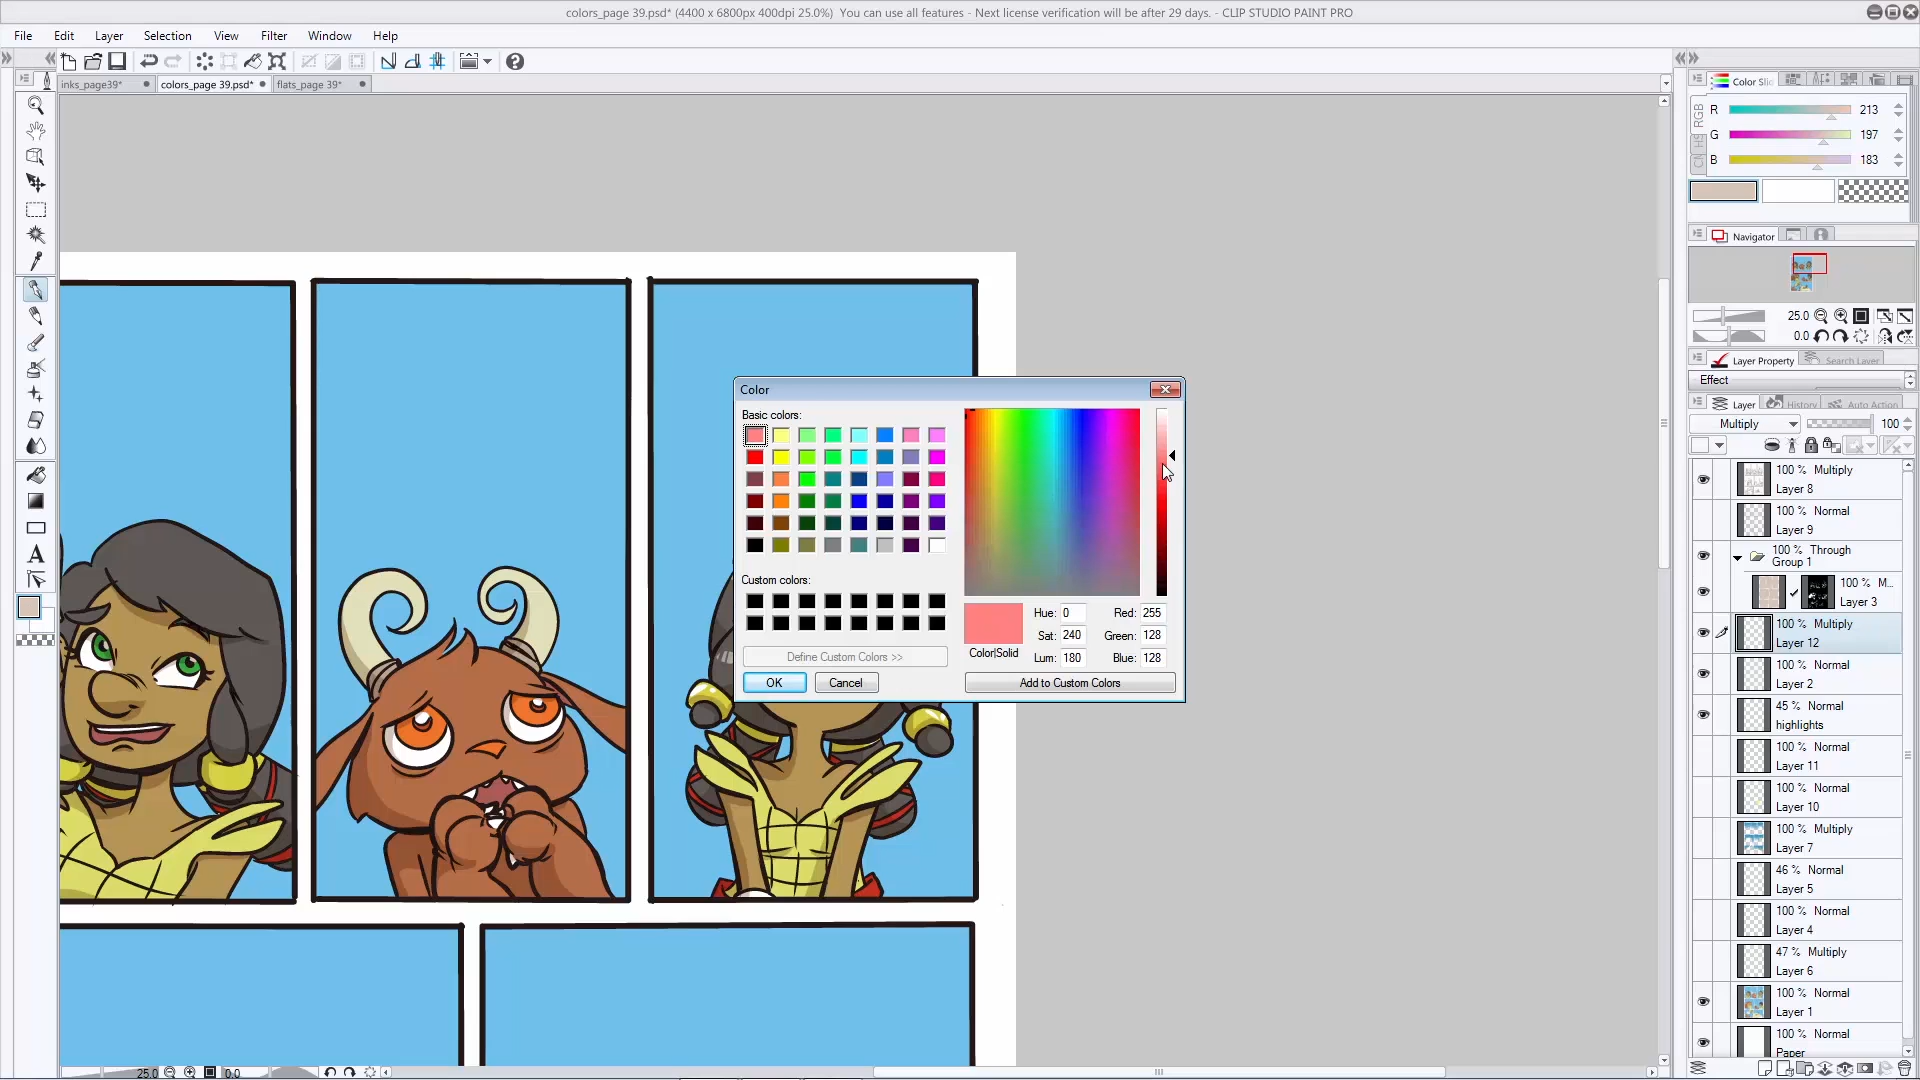 colors_page 39.psd* (4400 x 6800px 400dpi 25.0%)  You can use all features - Next license verification will be after 29 days. - CLIP STUDIO PAINT PRO
File Edit Layer Selection View Filter Window Help
inks_page39* colors_page 39.psd* flats_page 39*
Color Sli
RGB
R 213
G 197
B 183
Navigator
25.0
0.0
Layer Property Search Layer
Effect
Layer History Auto Action
Multiply 100
100 % Multiply
Layer 8
100 % Normal
Layer 9
100 % Through
Group 1
100 % M...
Layer 3
100 % Multiply
Layer 12
100 % Normal
Layer 2
45 % Normal
highlights
100 % Normal
Layer 11
100 % Normal
Layer 10
100 % Multiply
Layer 7
46 % Normal
Layer 5
100 % Normal
Layer 4
47 % Multiply
Layer 6
100 % Normal
Layer 1
100 % Normal
Paper
Color
Basic colors:
Custom colors:
Define Custom Colors >>
OK Cancel
Color|Solid
Hue: 0 Red: 255
Sat: 240 Green: 128
Lum: 180 Blue: 128
Add to Custom Colors
25.0 0.0